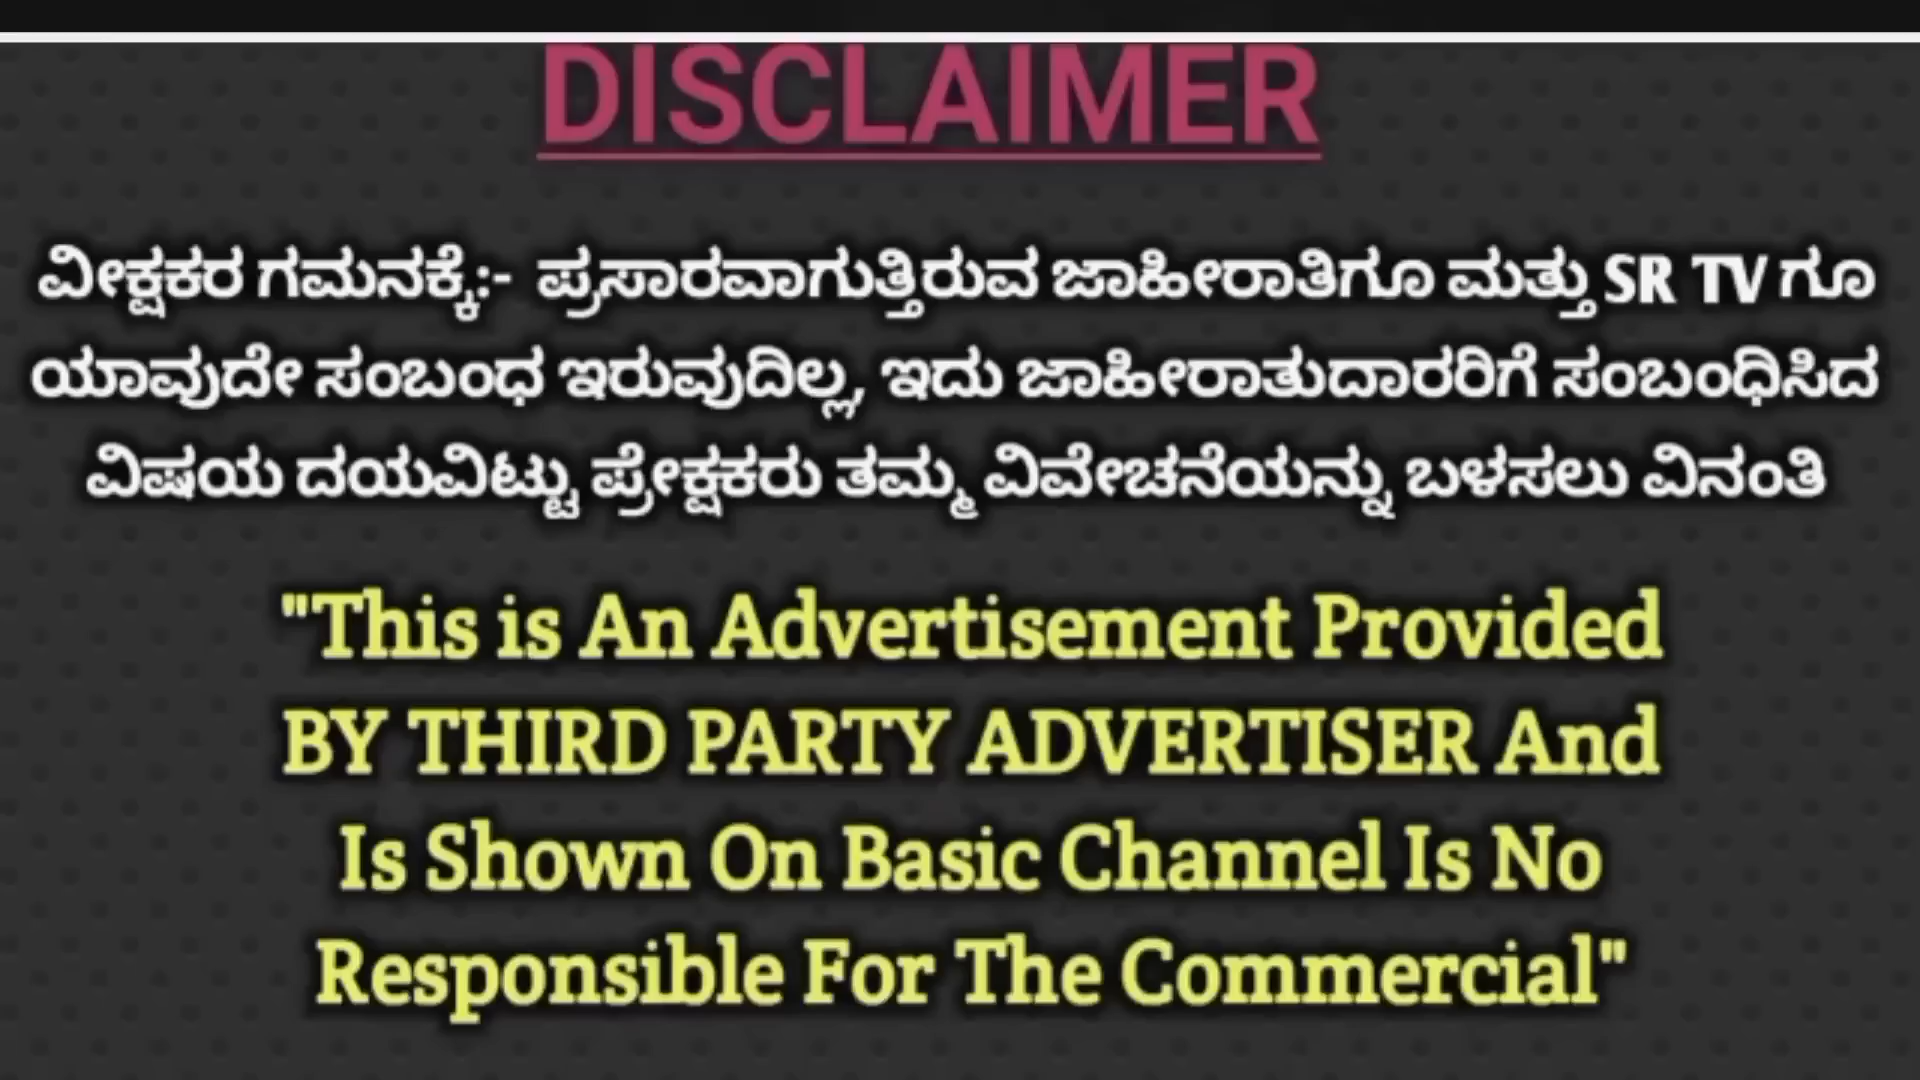 DISCLAIMER
ವೀಕ್ಷಕರ ಗಮನಕ್ಕೆ:- ಪ್ರಸಾರವಾಗುತ್ತಿರುವ ಜಾಹೀರಾತಿಗೂ ಮತ್ತು SR TV ಗೂ
ಯಾವುದೇ ಸಂಬಂಧ ಇರುವುದಿಲ್ಲ, ಇದು ಜಾಹೀರಾತುದಾರರಿಗೆ ಸಂಬಂಧಿಸಿದ
ವಿಷಯ ದಯವಿಟ್ಟು ಪ್ರೇಕ್ಷಕರು ತಮ್ಮ ವಿವೇಚನೆಯನ್ನು ಬಳಸಲು ವಿನಂತಿ
"This is An Advertisement Provided
BY THIRD PARTY ADVERTISER And
Is Shown On Basic Channel Is No
Responsible For The Commercial"